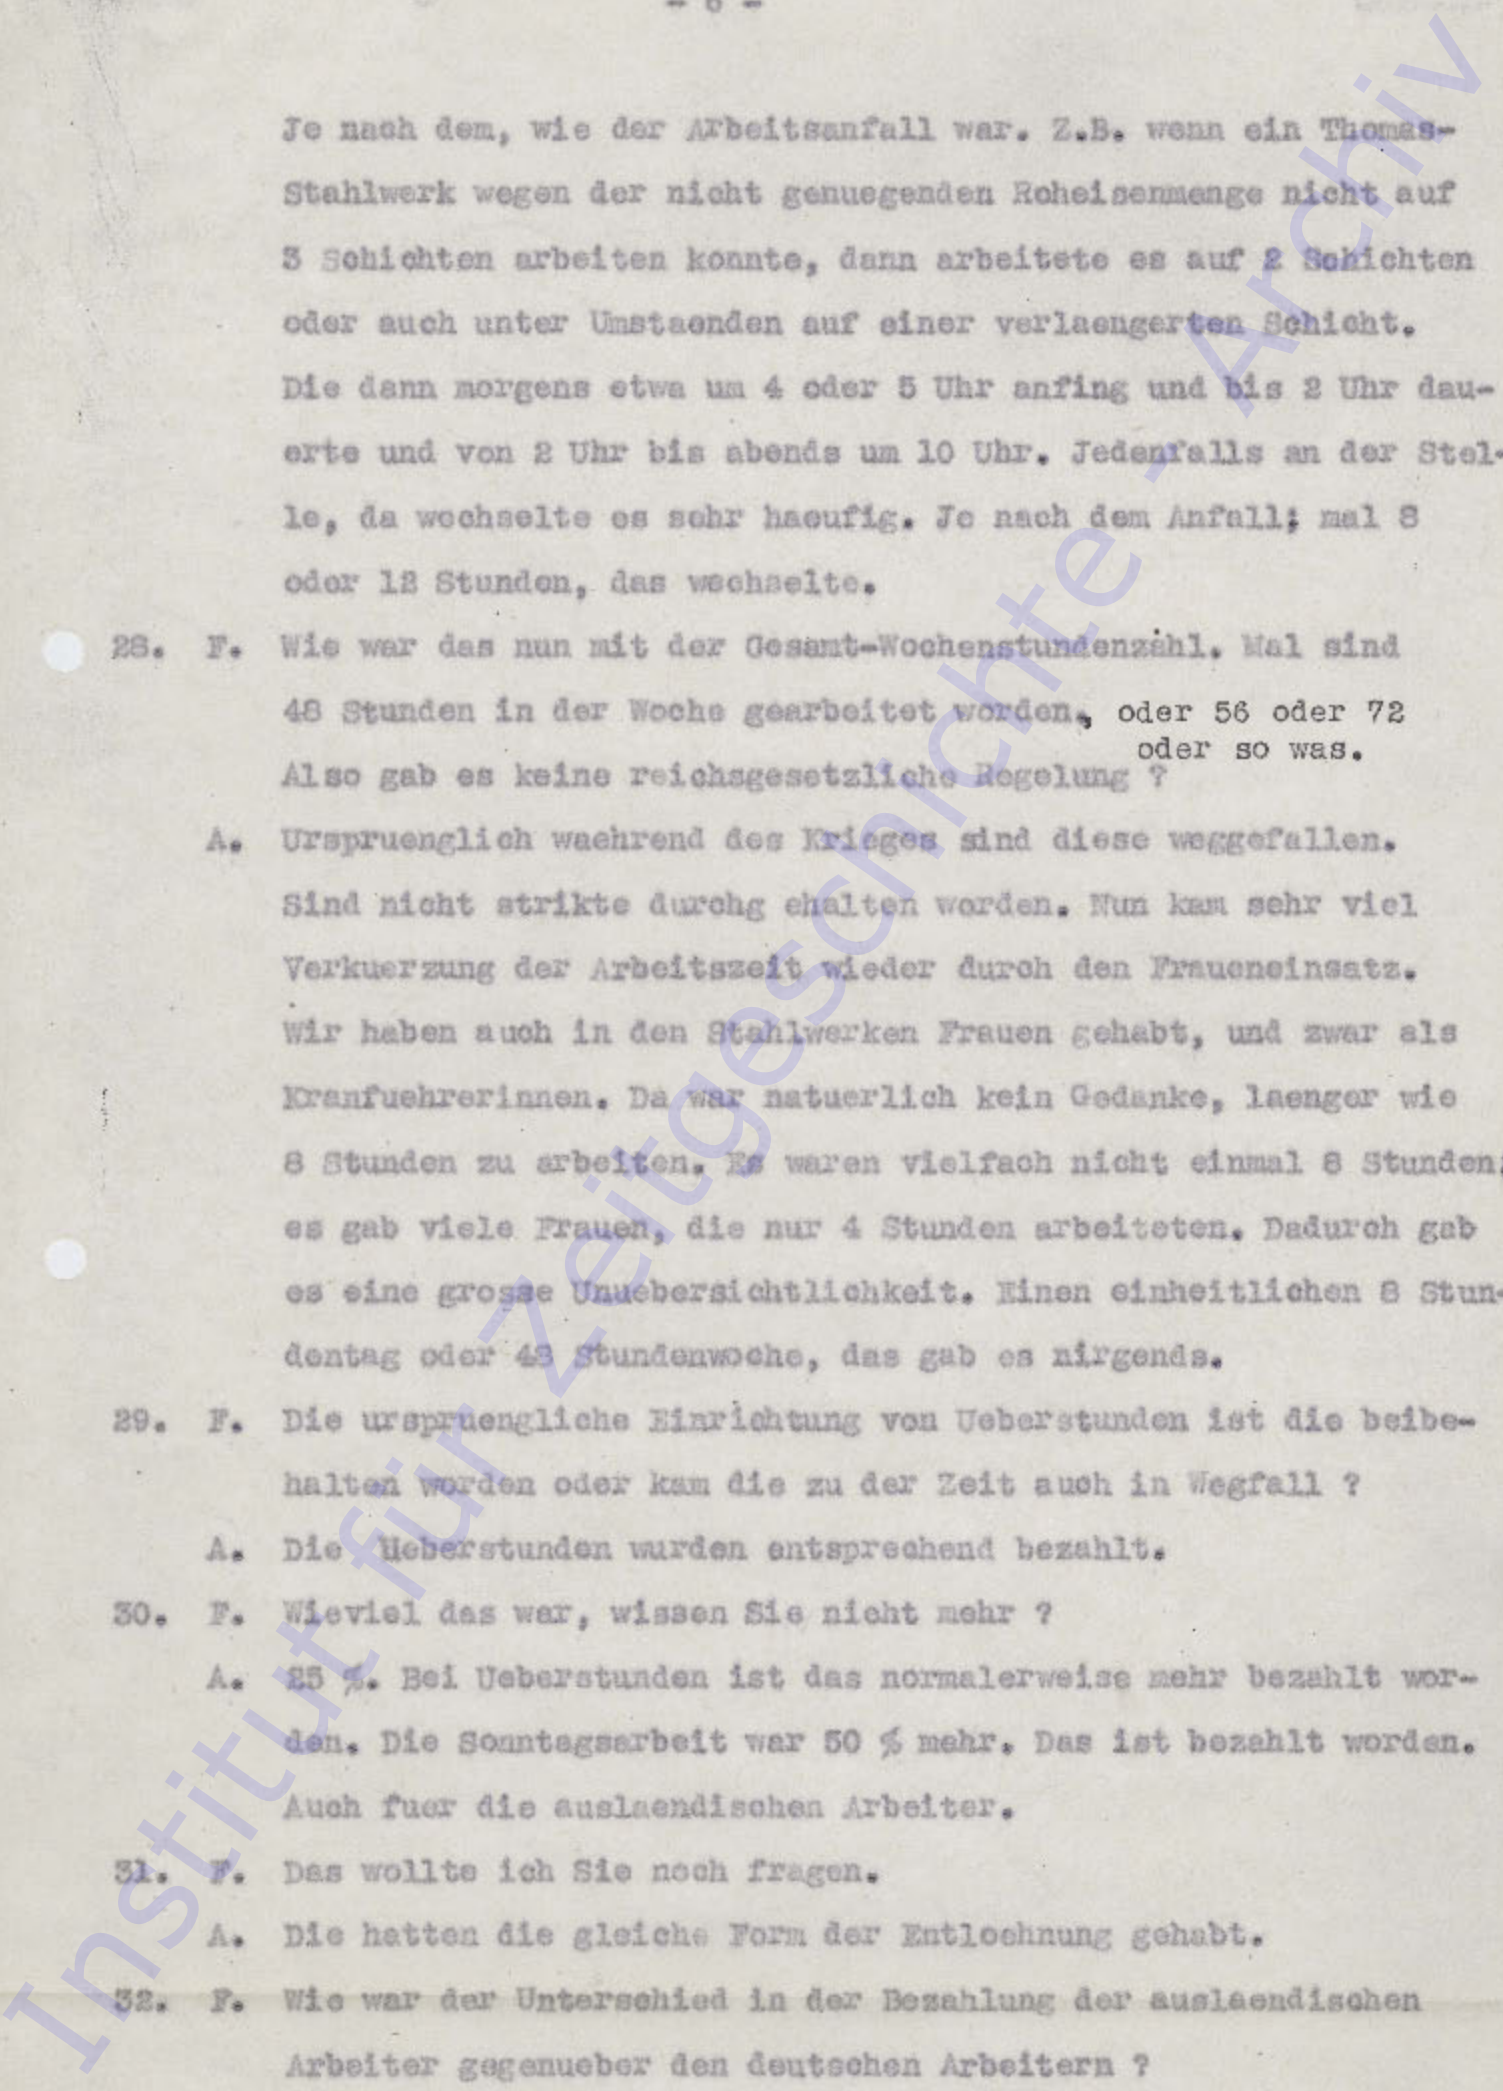 - 6 -
Je nach dem, wie der Arbeitsanfall war. Z.B. wenn ein Thomas-
Stahlwerk wegen der nicht genuegenden Roheisenmenge nicht auf
3 Schichten arbeiten konnte, dann arbeitete es auf 2 Schichten
oder auch unter Umstaenden auf einer verlaengerten Schicht.
Die dann morgens etwa um 4 oder 5 Uhr anfing und bis 2 Uhr dau-
erte und von 2 Uhr bis abends um 10 Uhr. Jedenfalls an der Stel-
le, da wechselte es sehr haeufig. Je nach dem Anfall; mal 8
oder 12 Stunden, das wechselte.
28. F. Wie war das nun mit der Gesamt-Wochenstundenzahl. Mal sind
48 Stunden in der Woche gearbeitet worden, oder 56 oder 72
oder so was.
Also gab es keine reichsgesetzliche Regelung ?
A. Urspruenglich waehrend des Krieges sind diese weggefallen.
Sind nicht strikte durchg ehalten worden. Nun kam sehr viel
Verkuerzung der Arbeitszeit wieder durch den Fraueneinsatz.
Wir haben auch in den Stahlwerken Frauen gehabt, und zwar als
Kranfuehrerinnen. Da war natuerlich kein Gedanke, laenger wie
8 Stunden zu arbeiten. Es waren vielfach nicht einmal 8 Stunden;
es gab viele Frauen, die nur 4 Stunden arbeiteten. Dadurch gab
es eine grosse Unuebersichtlichkeit. Einen einheitlichen 8 Stun-
dentag oder 48 Stundenwoche, das gab es nirgends.
29. F. Die urspruengliche Einrichtung von Ueberstunden ist die beibe-
halten worden oder kam die zu der Zeit auch in Wegfall ?
A. Die Ueberstunden wurden entsprechend bezahlt.
30. F. Wieviel das war, wissen Sie nicht mehr ?
A. 25 %. Bei Ueberstunden ist das normalerweise mehr bezahlt wor-
den. Die Sonntagsarbeit war 50 % mehr. Das ist bezahlt worden.
Auch fuer die auslaendischen Arbeiter.
31. F. Das wollte ich Sie noch fragen.
A. Die hatten die gleiche Form der Entloehnung gehabt.
32. F. Wie war der Unterschied in der Bezahlung der auslaendischen
Arbeiter gegenueber den deutschen Arbeitern ?
Institut für Zeitgeschichte - Archiv